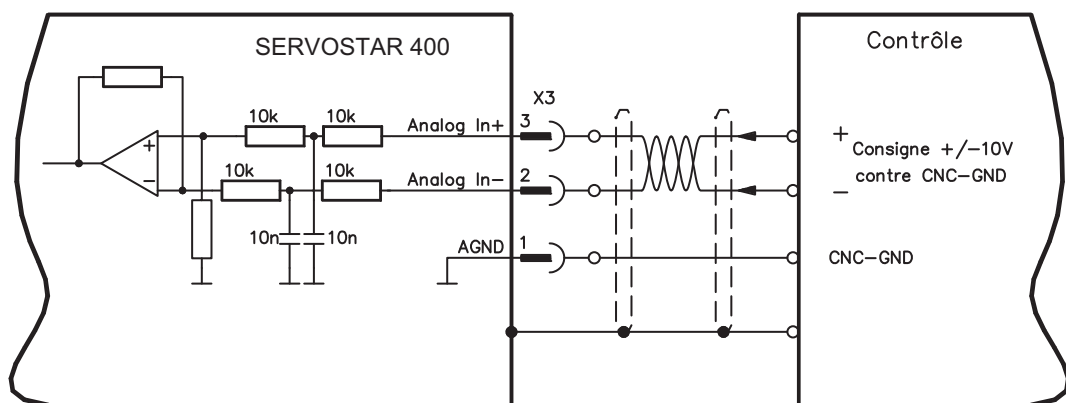 SERVOSTAR 400
Contrôle
10k
10k
Analog In+
X3
3
+
Consigne +/-10V
contre CNC-GND
-
+
-
10k
10k
Analog In-
2
10n
10n
AGND
1
CNC-GND